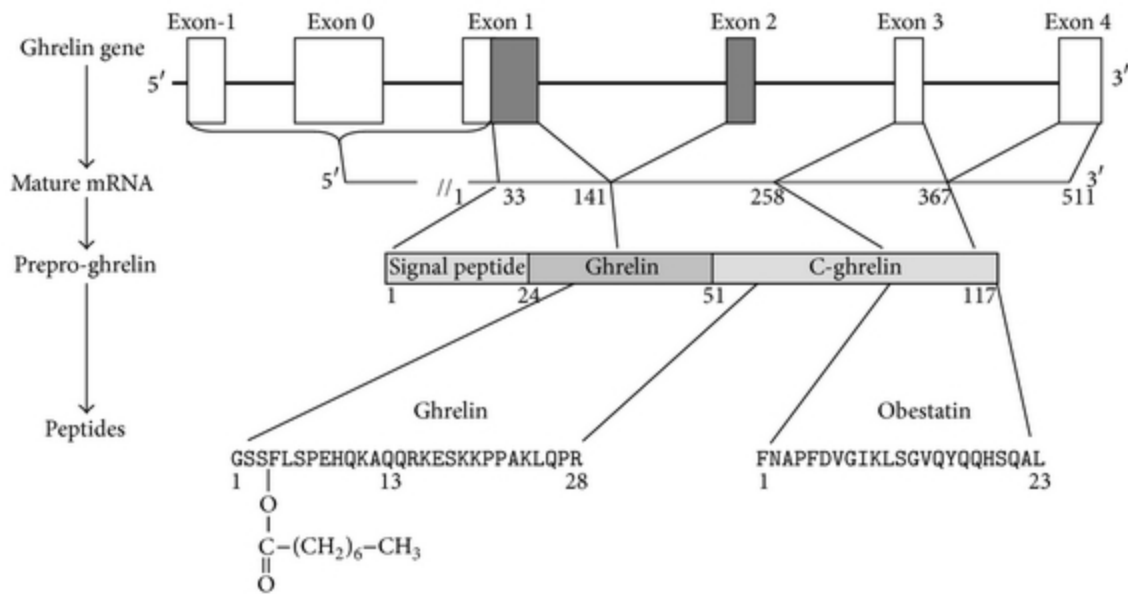 Exon-1 Exon 0 Exon 1 Exon 2 Exon 3 Exon 4
Ghrelin gene
5′ 3′
Mature mRNA 5′ // 1 33 141 258 367 511 3′
Prepro-ghrelin Signal peptide Ghrelin C-ghrelin
1 24 51 117
Peptides Ghrelin Obestatin
GSSFLSPEHQKAQQRKESKKPPAKLQPR FNAPFDVGIKLSGVQYQQHSQAL
1 13 28 1 23
O
C–(CH₂)₆–CH₃
O